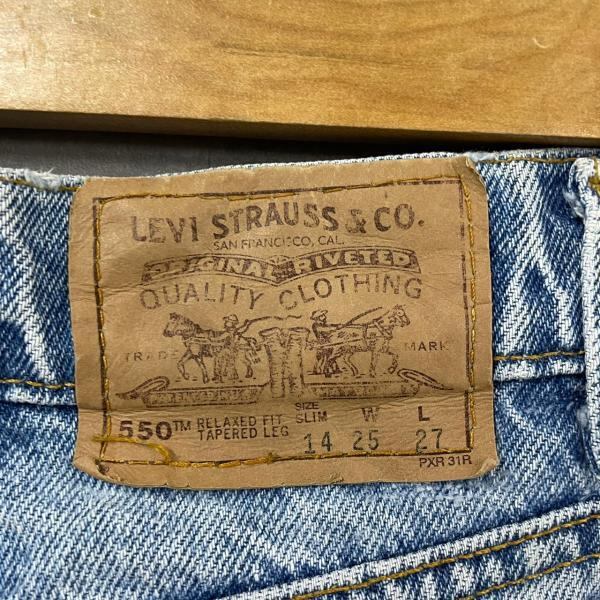 LEVI STRAUSS & CO.
SAN FRANCISCO, CAL.
ORIGINAL RIVETED
QUALITY CLOTHING
TRADE MARK
550™ RELAXED FIT TAPERED LEG
SIZE SLIM W L
14 25 27
PXR 31R